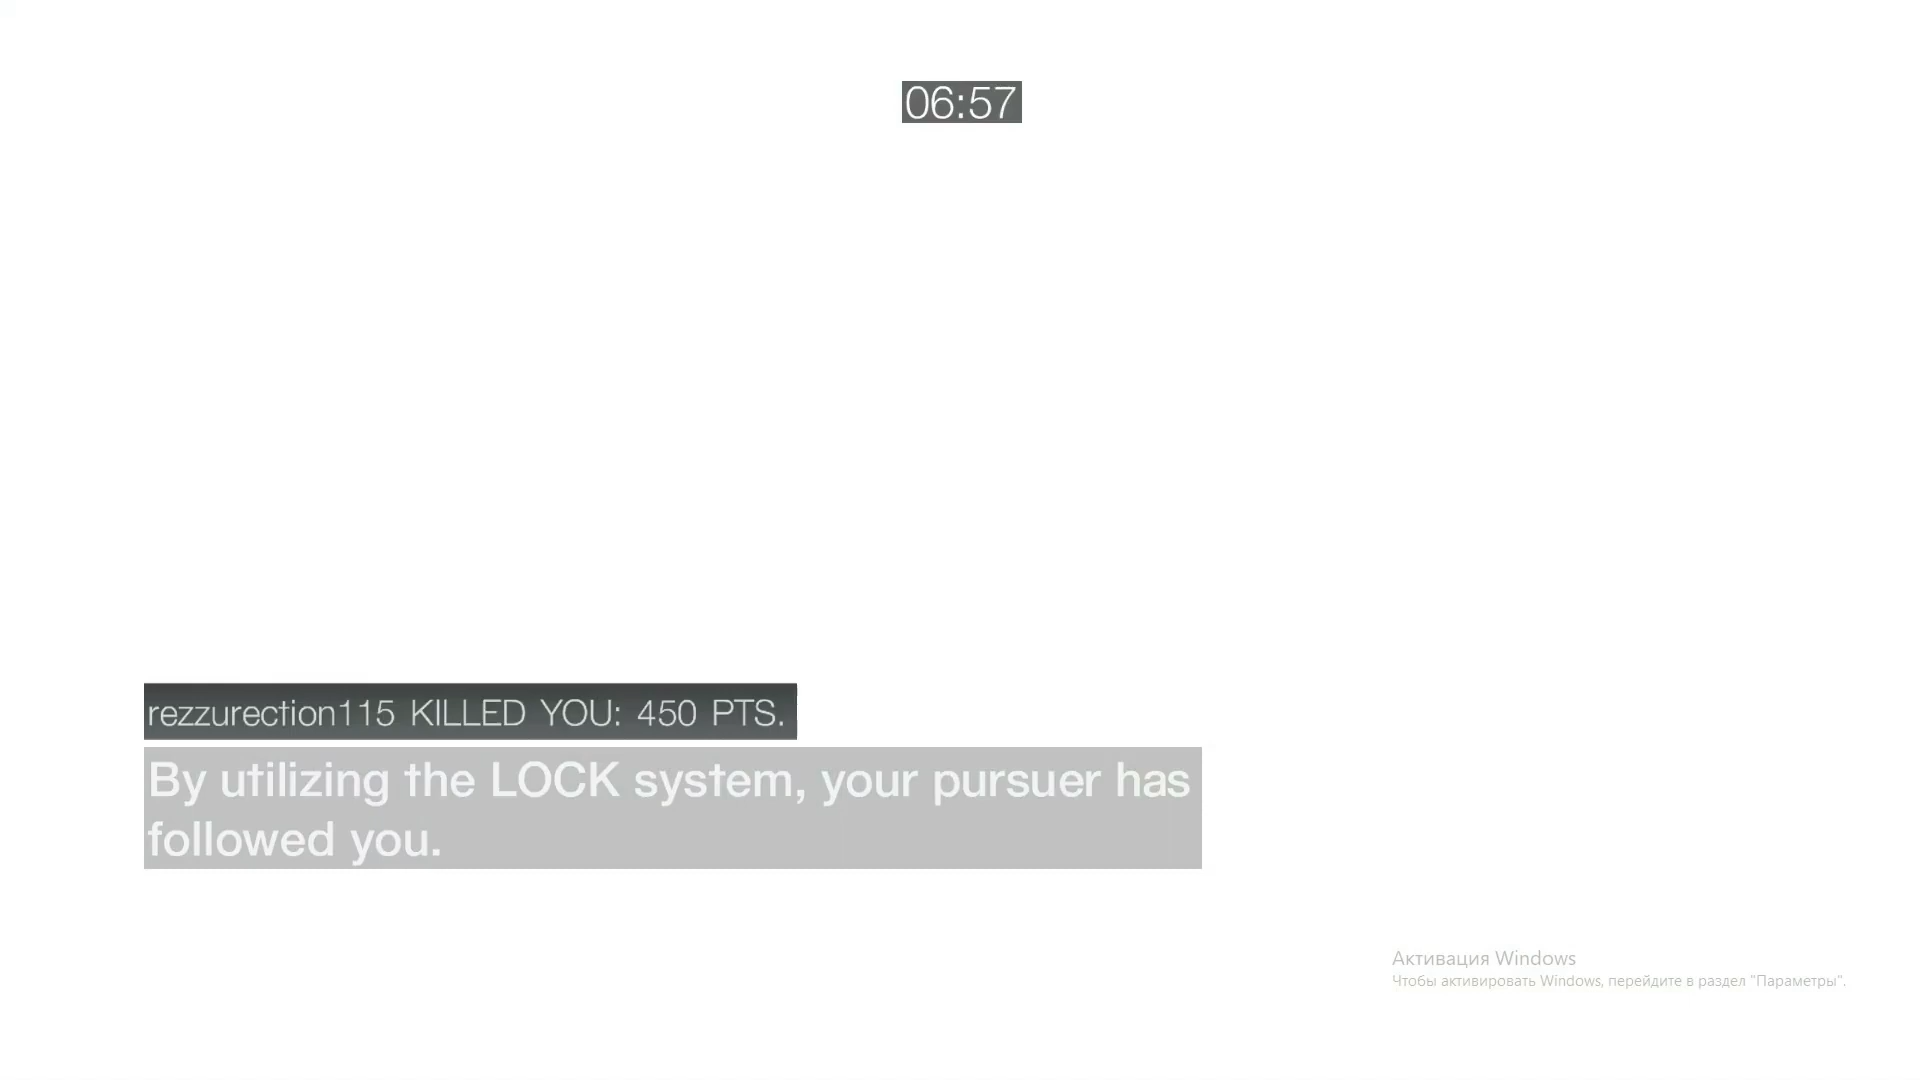 06:57
rezzurection115 KILLED YOU: 450 PTS.
By utilizing the LOCK system, your pursuer has
followed you.
Активация Windows
Чтобы активировать Windows, перейдите в раздел "Параметры".